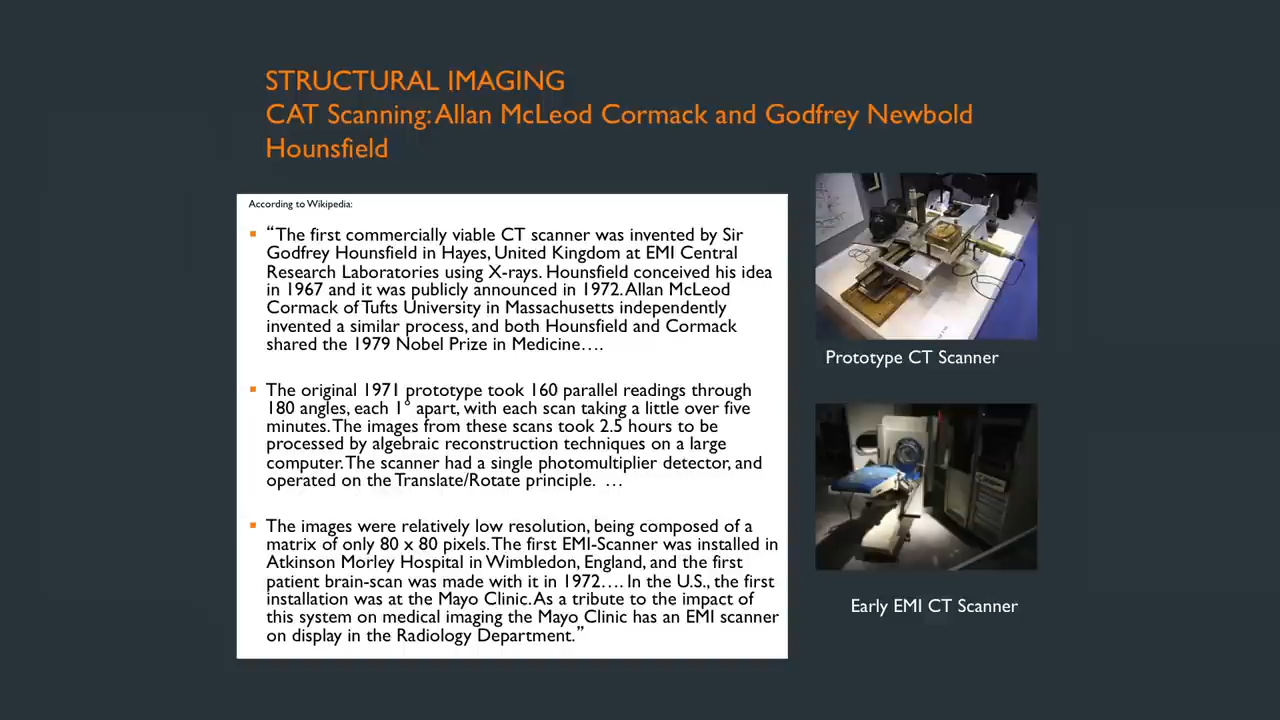 STRUCTURAL IMAGING
CAT Scanning: Allan McLeod Cormack and Godfrey Newbold
Hounsfield
According to Wikipedia:
▪ “The first commercially viable CT scanner was invented by Sir
Godfrey Hounsfield in Hayes, United Kingdom at EMI Central
Research Laboratories using X-rays. Hounsfield conceived his idea
in 1967 and it was publicly announced in 1972. Allan McLeod
Cormack of Tufts University in Massachusetts independently
invented a similar process, and both Hounsfield and Cormack
shared the 1979 Nobel Prize in Medicine….
▪ The original 1971 prototype took 160 parallel readings through
180 angles, each 1° apart, with each scan taking a little over five
minutes. The images from these scans took 2.5 hours to be
processed by algebraic reconstruction techniques on a large
computer. The scanner had a single photomultiplier detector, and
operated on the Translate/Rotate principle. …
▪ The images were relatively low resolution, being composed of a
matrix of only 80 x 80 pixels. The first EMI-Scanner was installed in
Atkinson Morley Hospital in Wimbledon, England, and the first
patient brain-scan was made with it in 1972…. In the U.S., the first
installation was at the Mayo Clinic. As a tribute to the impact of
this system on medical imaging the Mayo Clinic has an EMI scanner
on display in the Radiology Department.”
Prototype CT Scanner
Early EMI CT Scanner